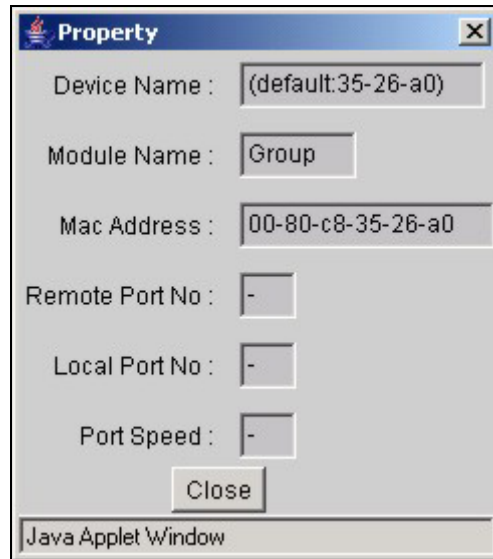 Property
Device Name : (default:35-26-a0)
Module Name : Group
Mac Address : 00-80-c8-35-26-a0
Remote Port No : -
Local Port No : -
Port Speed : -
Close
Java Applet Window